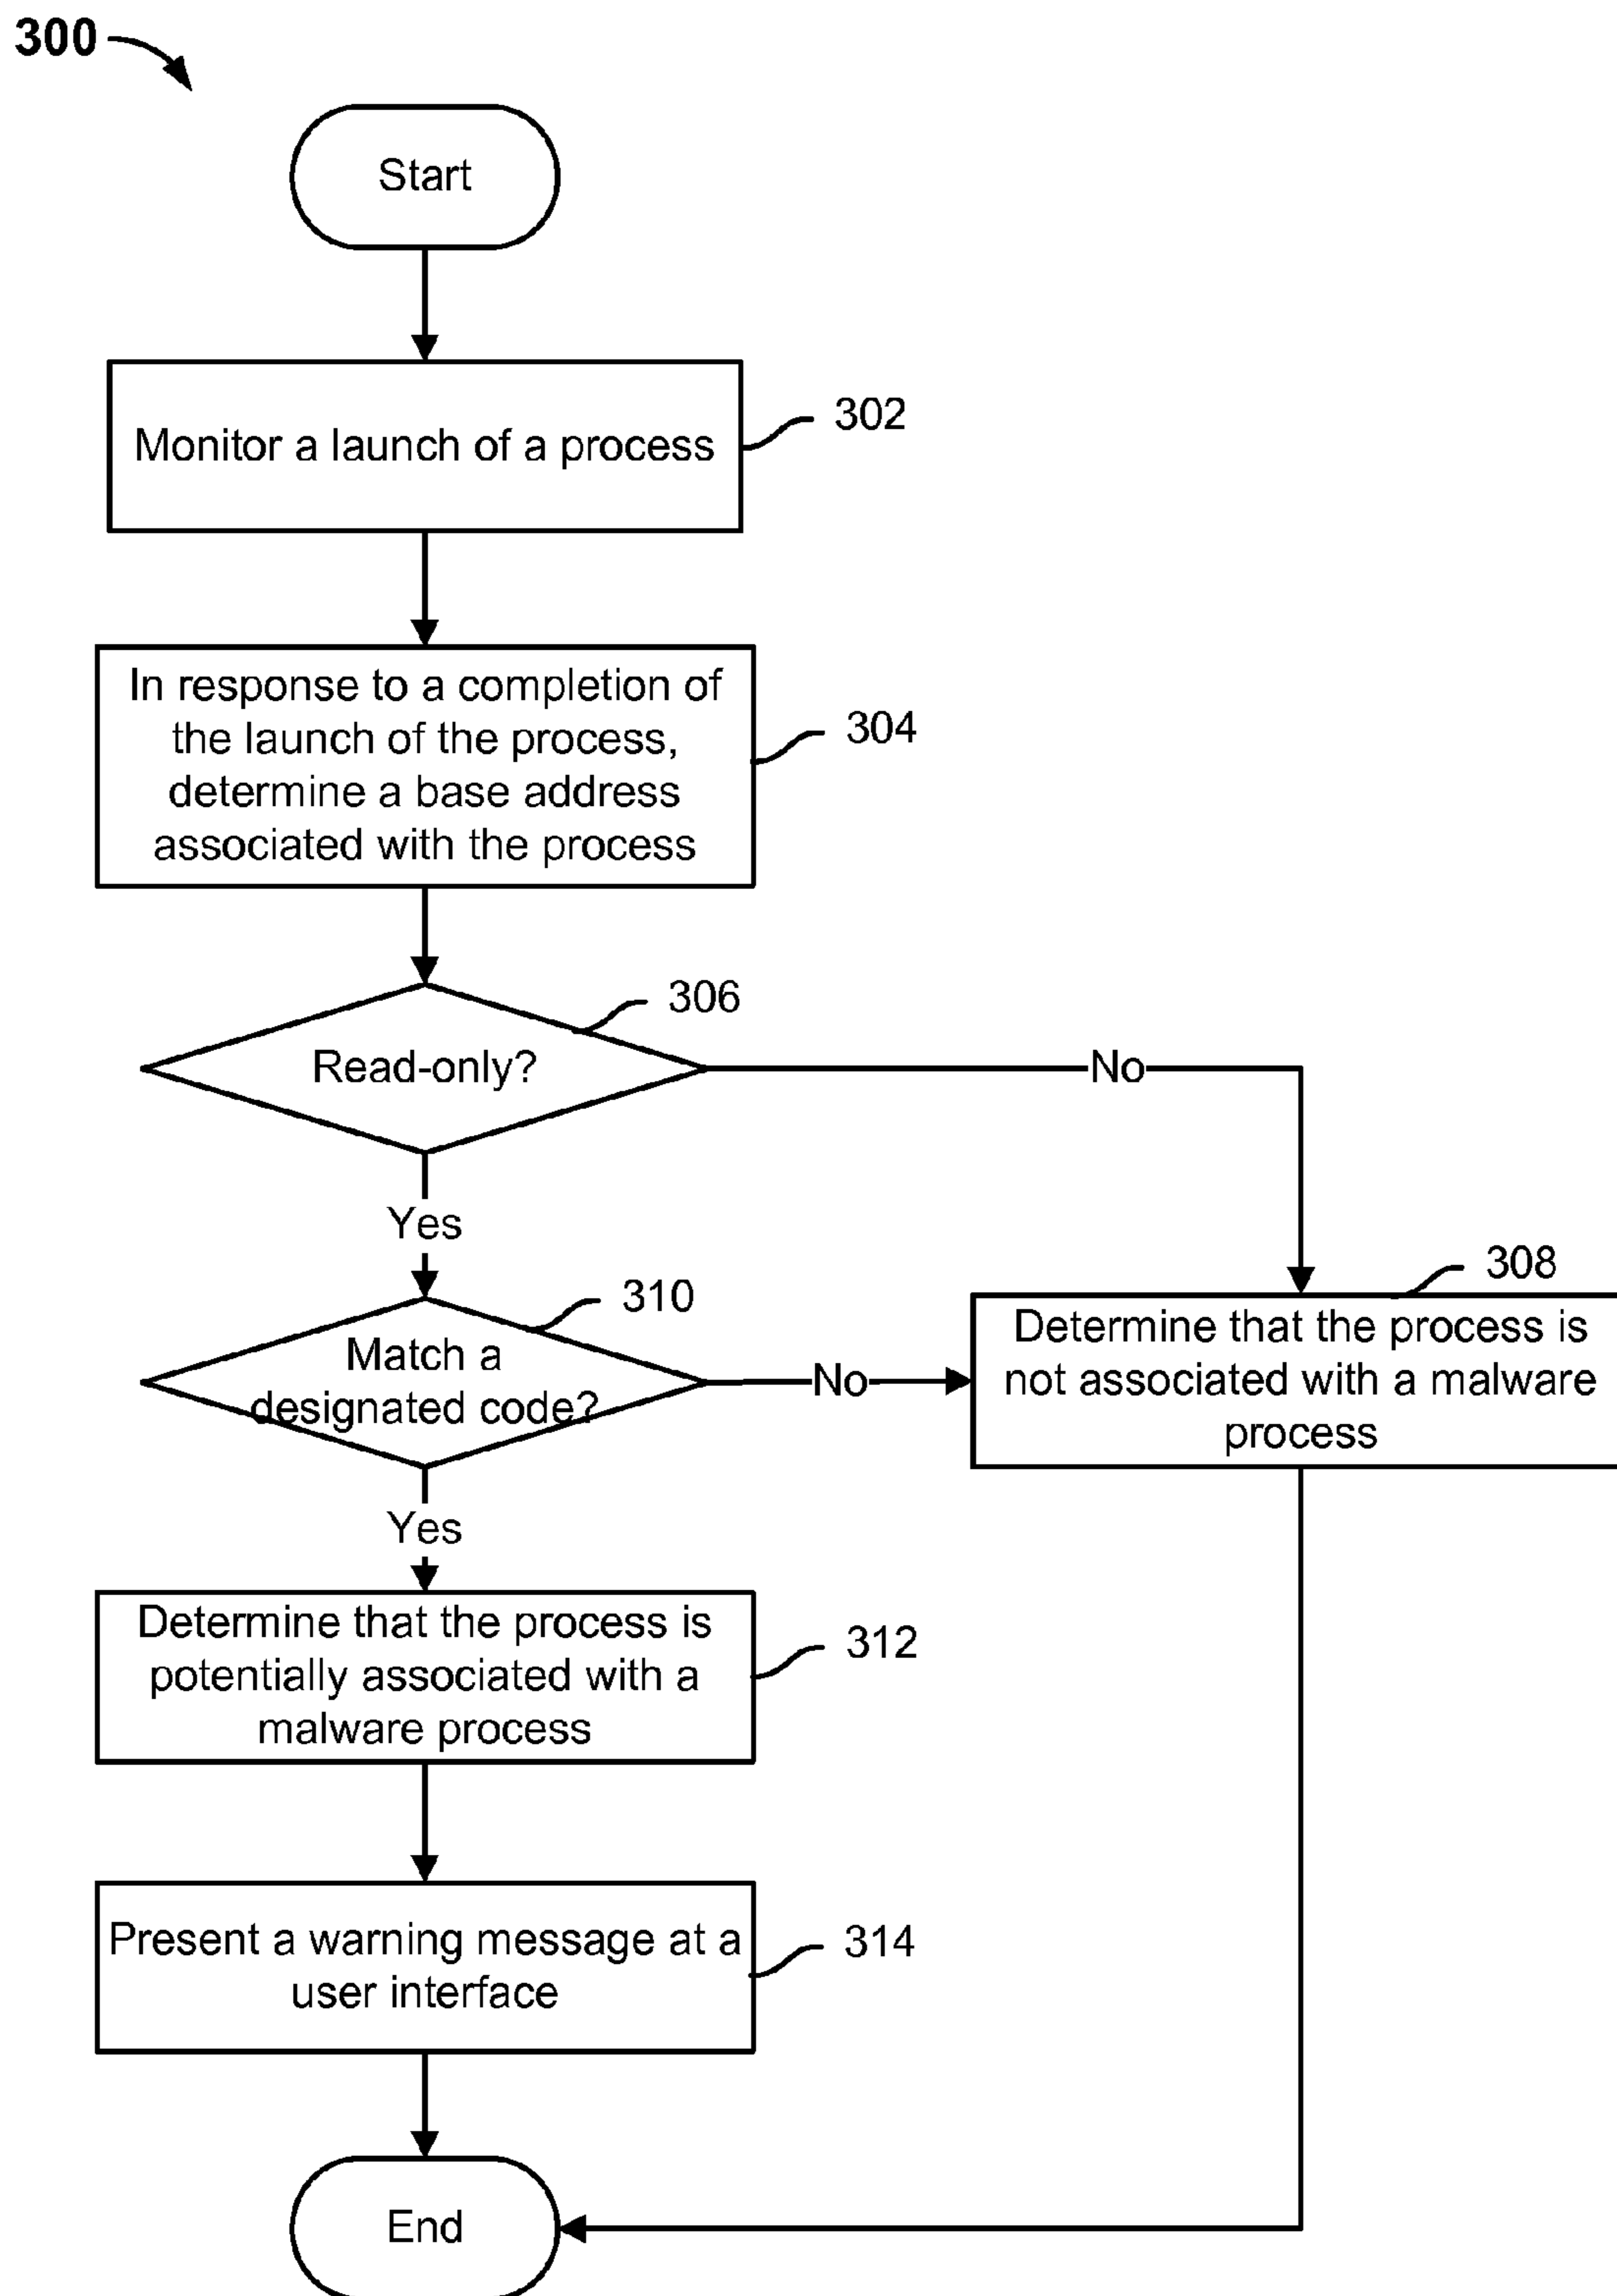 300
Start
Monitor a launch of a process
302
In response to a completion of
the launch of the process,
determine a base address
associated with the process
304
306
Read-only?
No
Yes
310
Match a
designated code?
No
308
Determine that the process is
not associated with a malware
process
Yes
Determine that the process is
potentially associated with a
malware process
312
Present a warning message at a
user interface
314
End